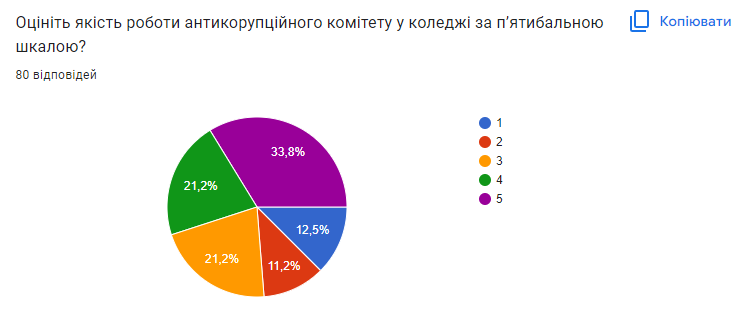 Оцініть якість роботи антикорупційного комітету у коледжі за п’ятибальною
шкалою?
Копіювати
80 відповідей
33,8%
21,2%
12,5%
21,2%
11,2%
1
2
3
4
5